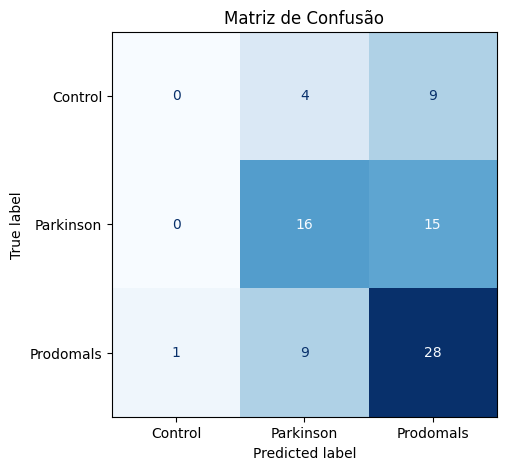 Matriz de Confusão
Control 0 4 9
Parkinson 0 16 15
Prodomals 1 9 28
Control Parkinson Prodomals
True label
Predicted label